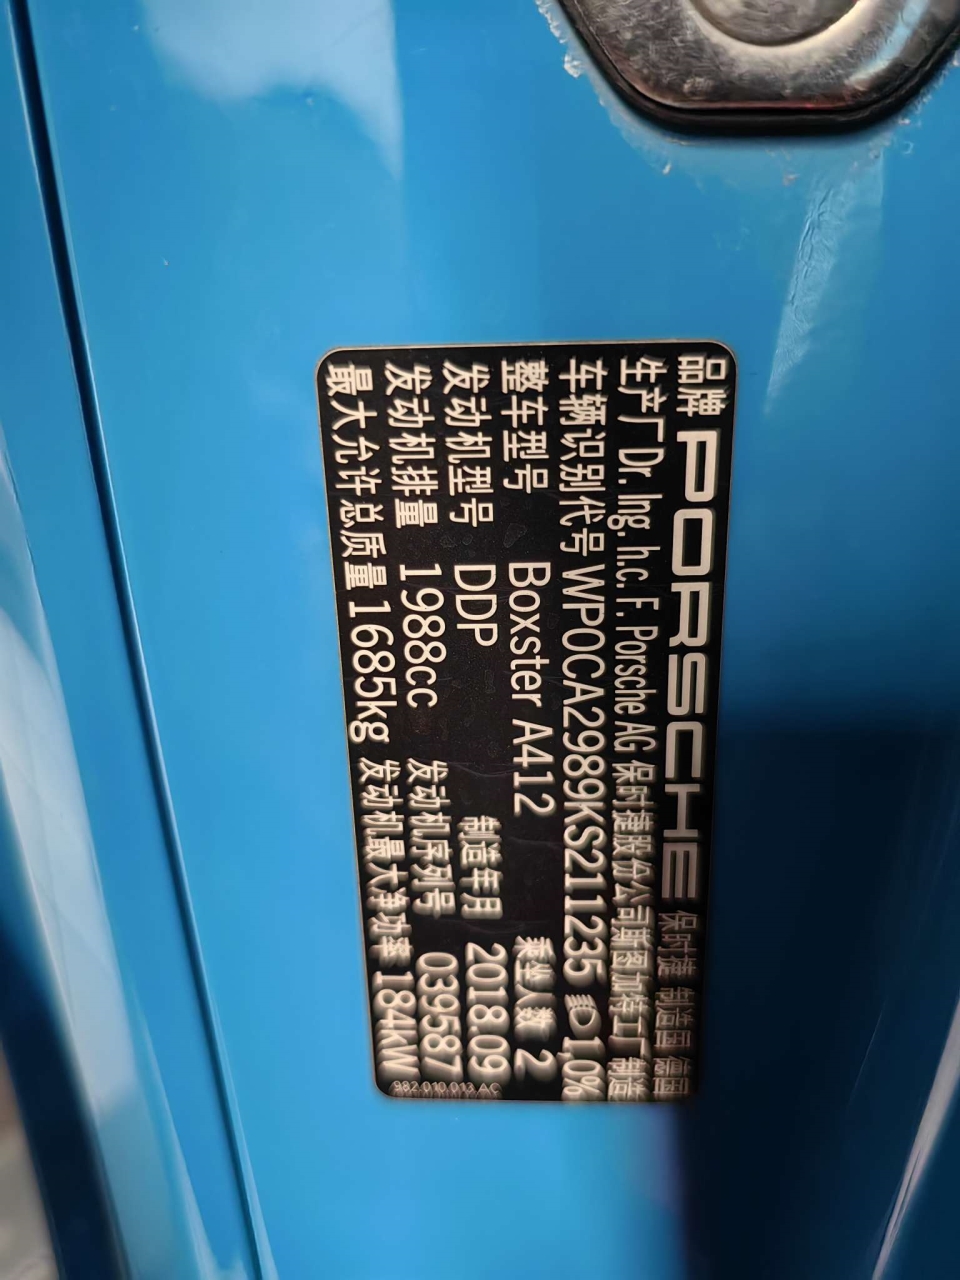 品牌 PORSCHE 保时捷 制造国 德国
生产厂 Dr. Ing. h.c. F. Porsche AG 保时捷股份公司斯图加特工厂 制造
车辆识别代号 WP0CA2989KS211235 1,0%
整车型号 Boxster A412 乘坐人数 2
发动机型号 DDP 制造年月 2018.09
发动机排量 1988cc 发动机序列号 039587
最大允许总质量 1685kg 发动机最大净功率 184kW
982.010.013.AC